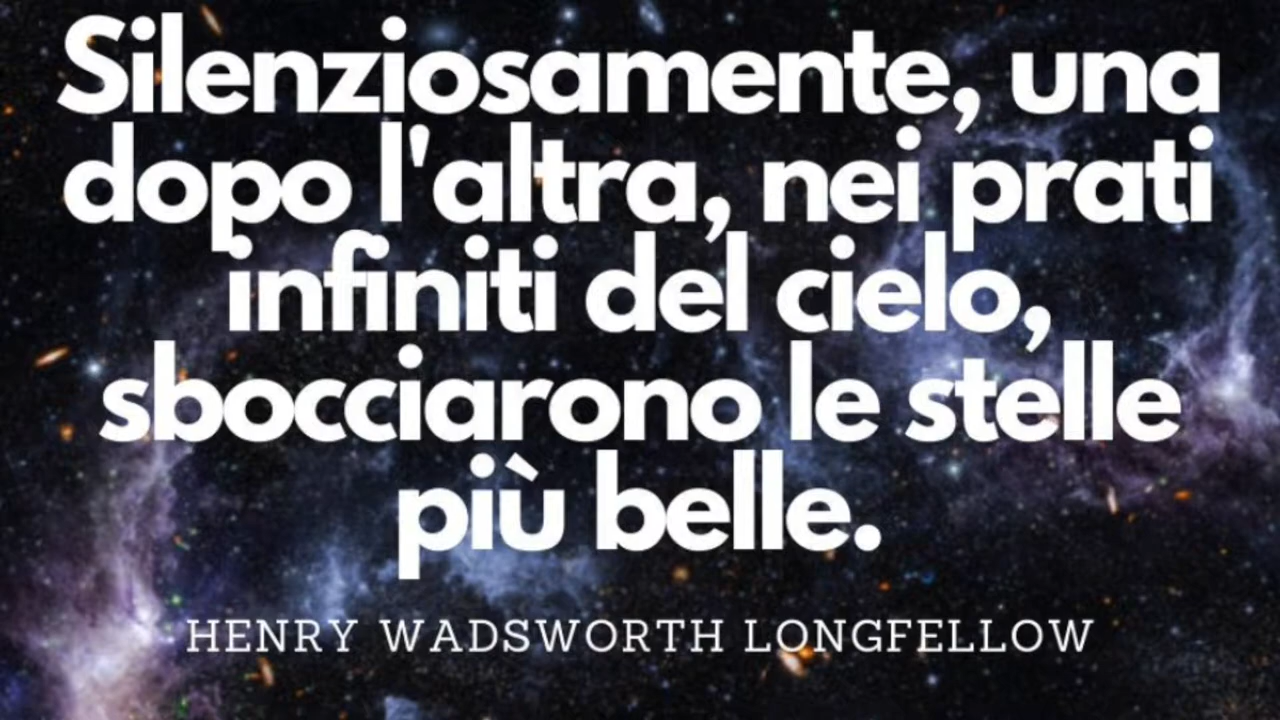 Silenziosamente, una
dopo l'altra, nei prati
infiniti del cielo,
sbocciarono le stelle
più belle.
HENRY WADSWORTH LONGFELLOW